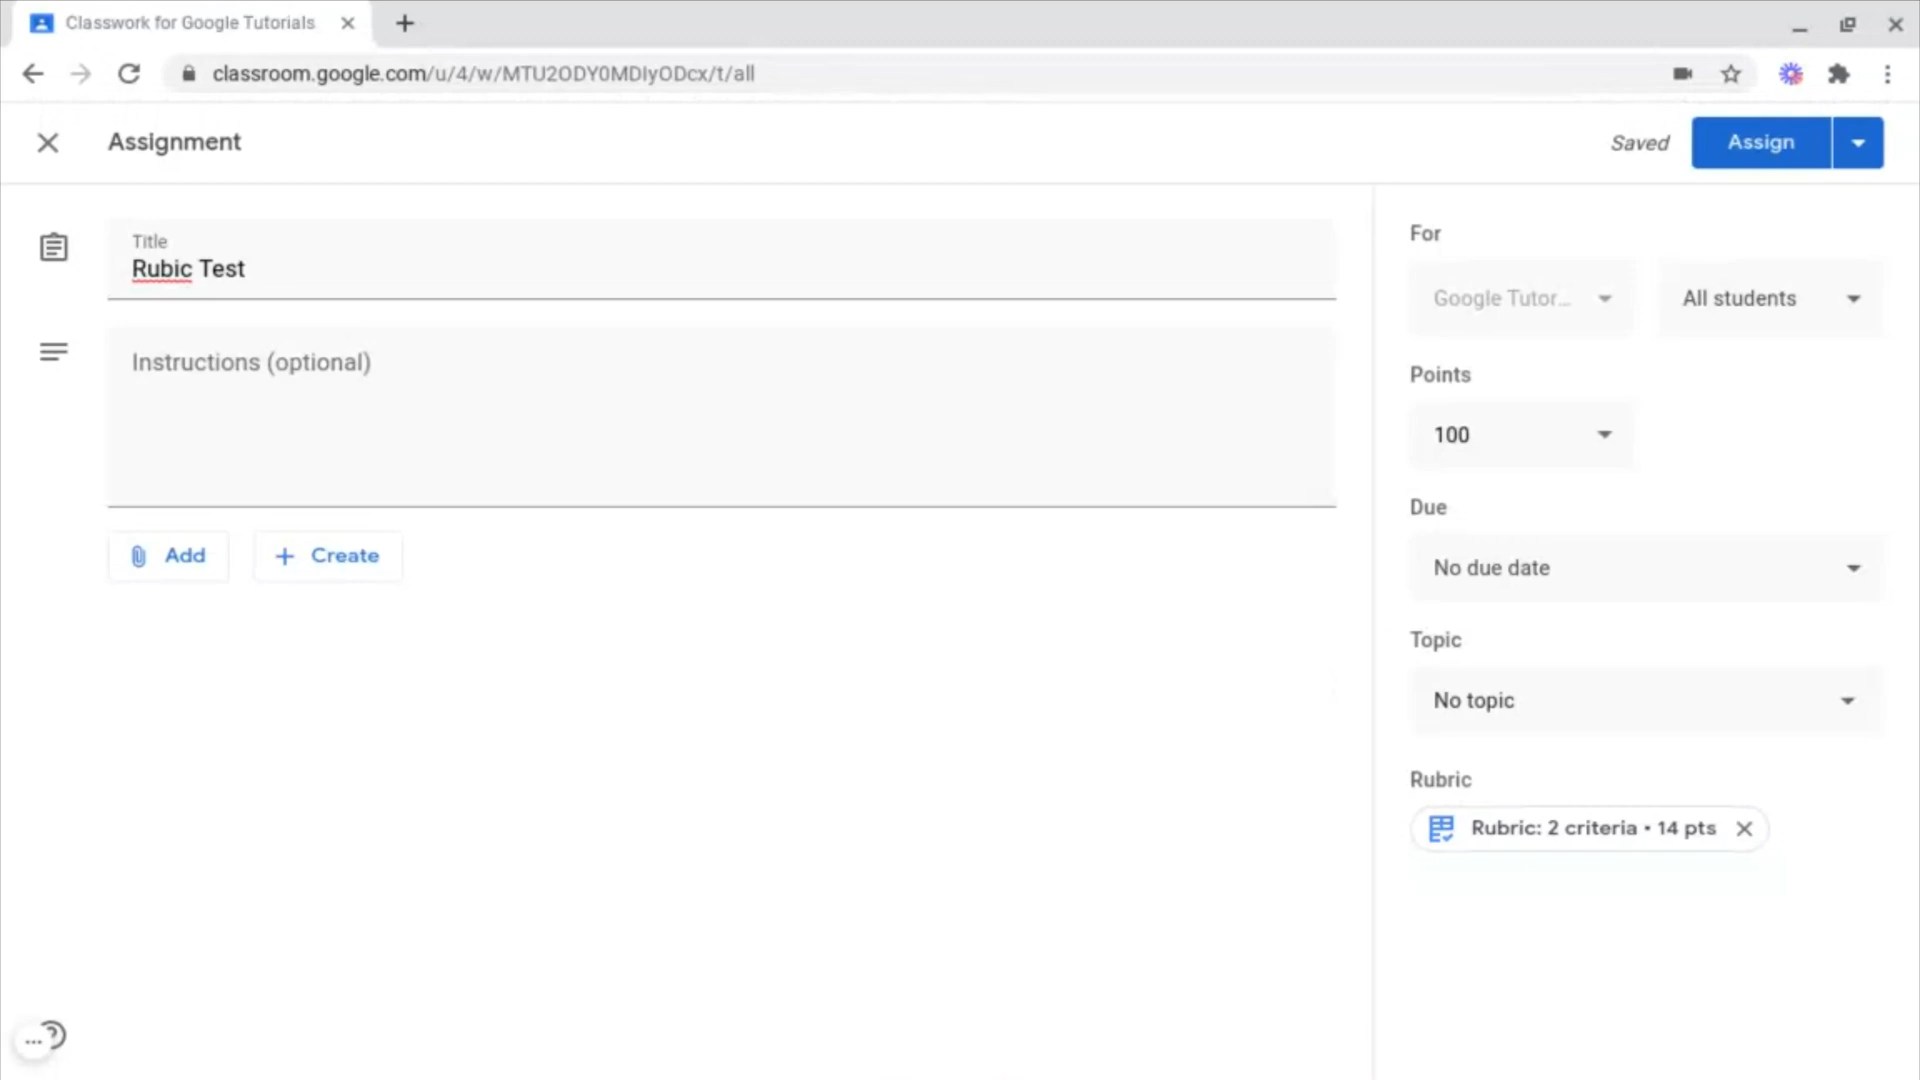 Classwork for Google Tutorials
classroom.google.com/u/4/w/MTU2ODY0MDIyODcx/t/all
Assignment
Saved
Assign
Title
Rubic Test
Instructions (optional)
Add
Create
For
Google Tutor...
All students
Points
100
Due
No due date
Topic
No topic
Rubric
Rubric: 2 criteria • 14 pts